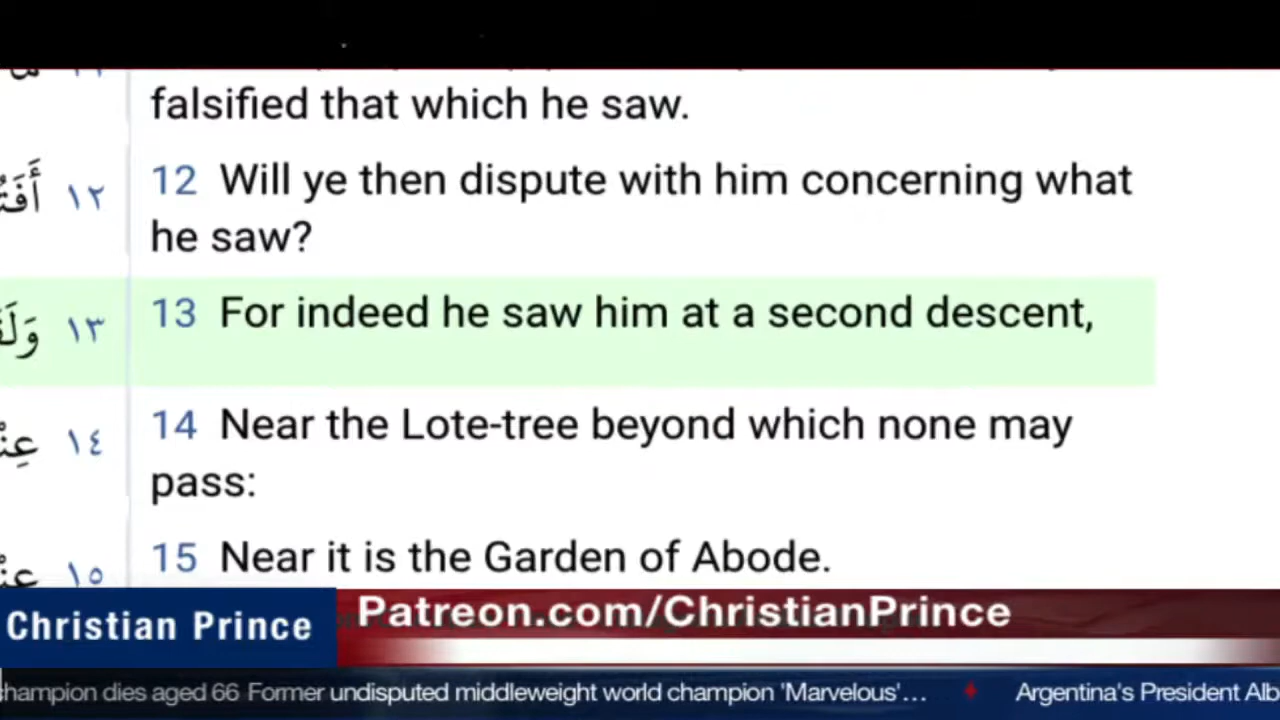 falsified that which he saw.
١٢ 12 Will ye then dispute with him concerning what
he saw?
١٣ 13 For indeed he saw him at a second descent,
١٤ 14 Near the Lote-tree beyond which none may
pass:
١٥ 15 Near it is the Garden of Abode.
Christian Prince
Patreon.com/ChristianPrince
champion dies aged 66 Former undisputed middleweight world champion 'Marvelous'… Argentina's President Alb